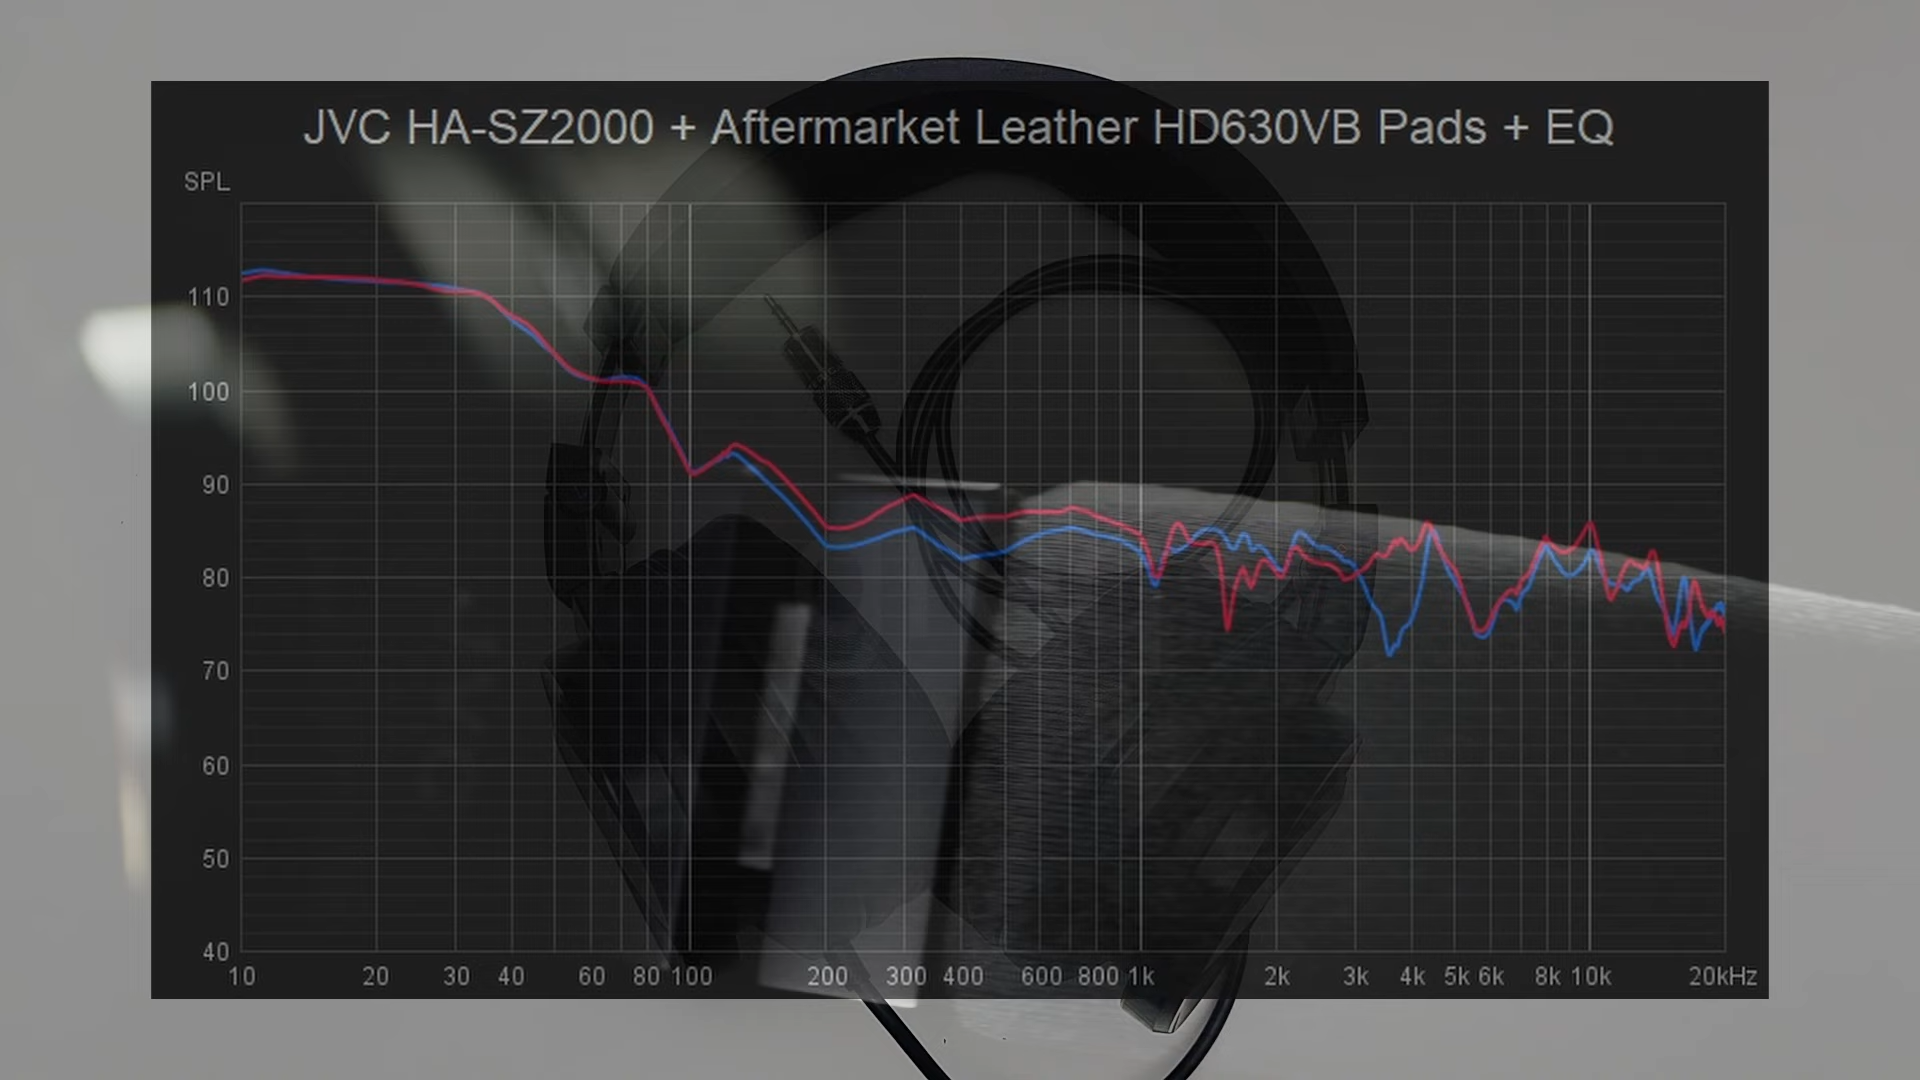 JVC HA-SZ2000 + Aftermarket Leather HD630VB Pads + EQ
SPL
110
100
90
80
70
60
50
40
10 20 30 40 60 80 100 200 300 400 600 800 1k 2k 3k 4k 5k 6k 8k 10k 20kHz